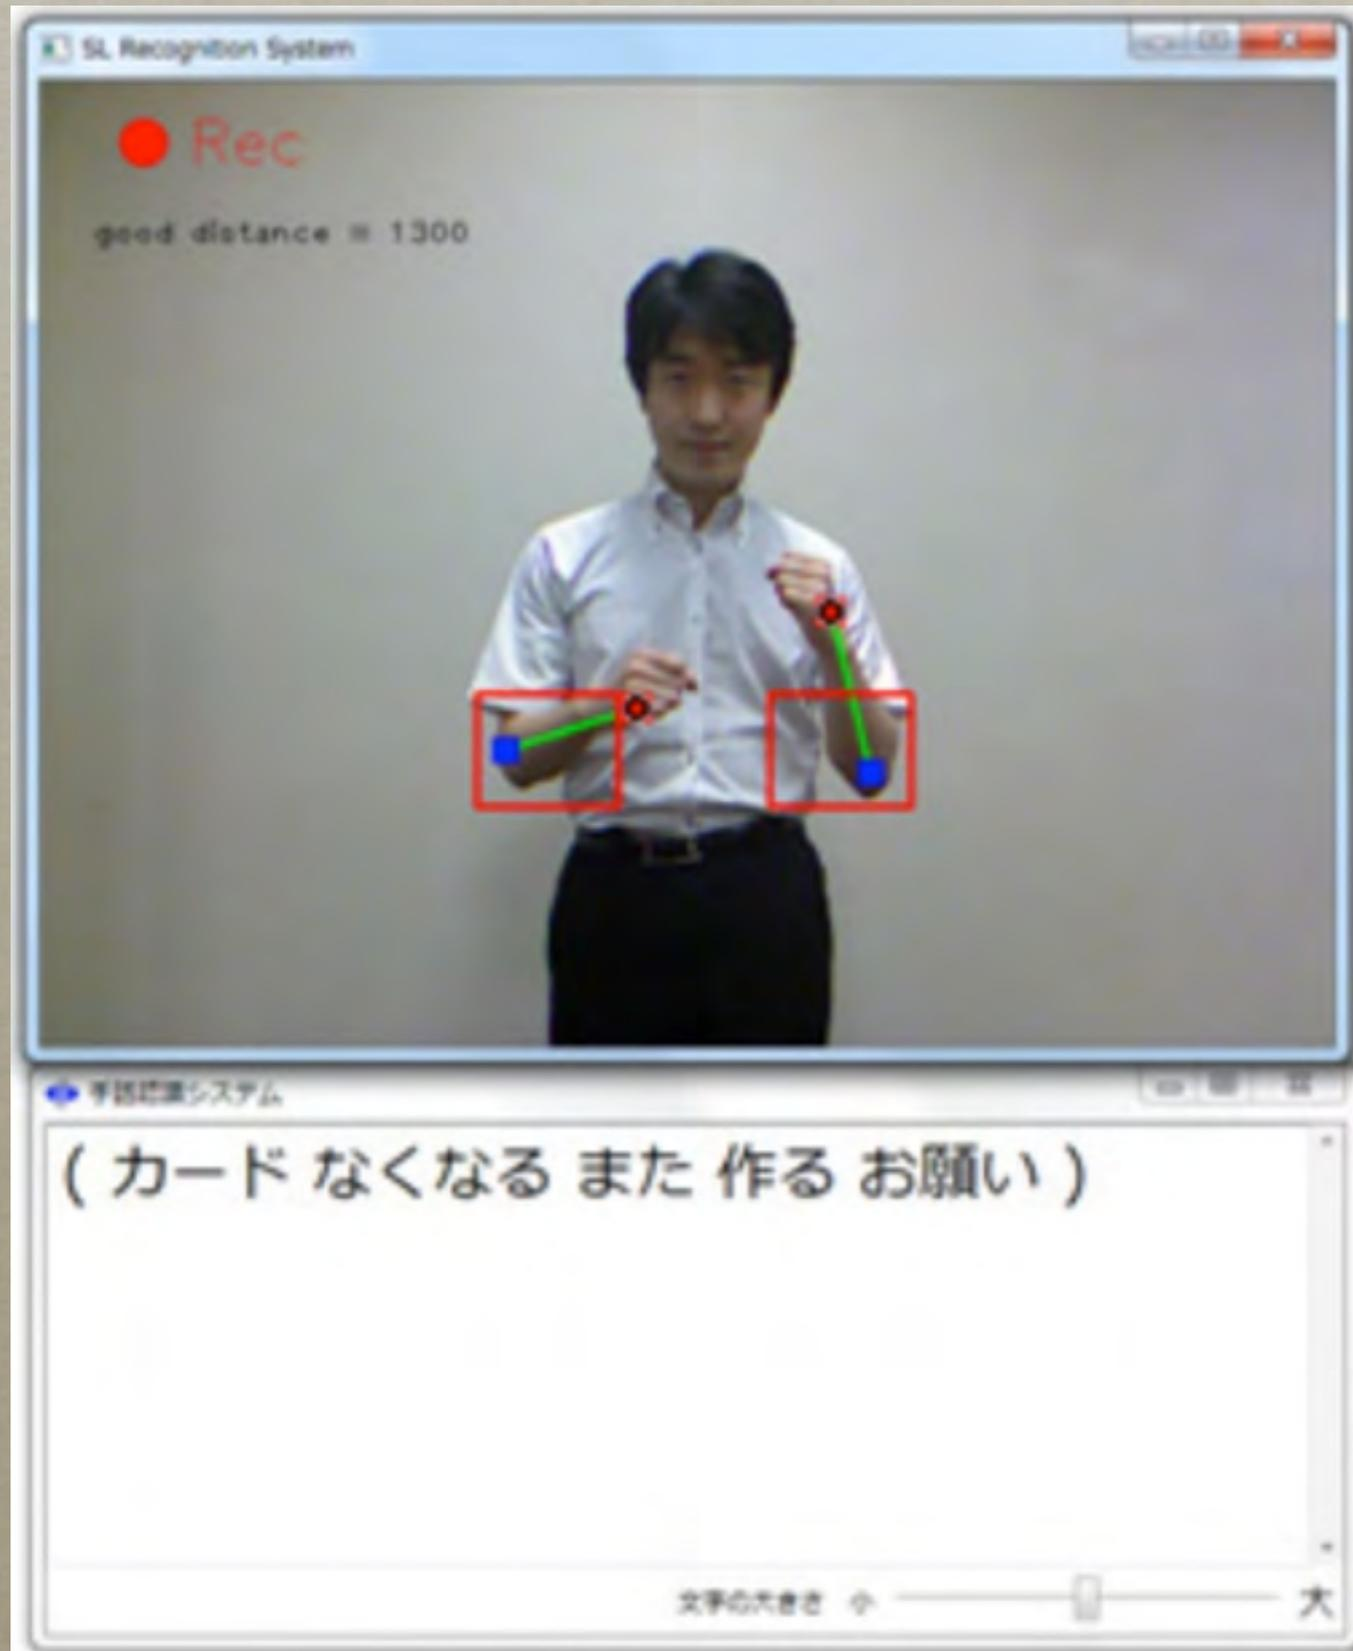 SL Recognition System
Rec
good distance = 1300
手話認識システム
( カード なくなる また 作る お願い )
文字の大きさ 小 大